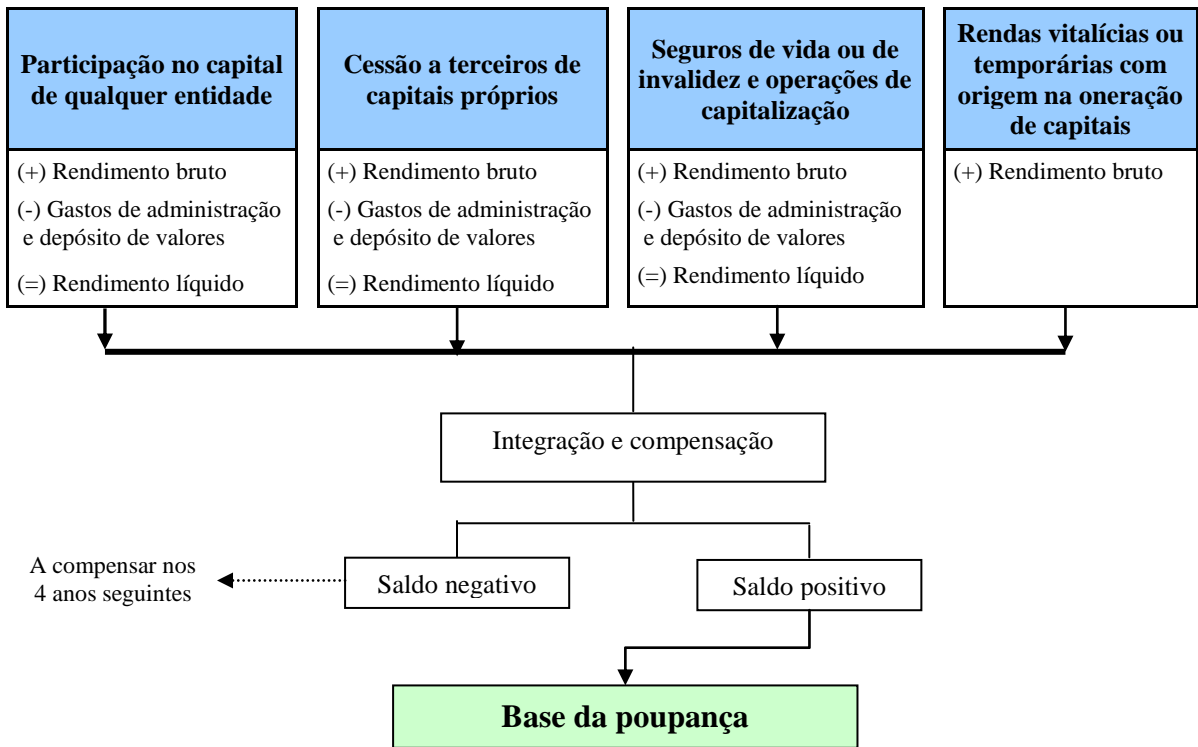 Participação no capital
de qualquer entidade
(+) Rendimento bruto
(-) Gastos de administração
e depósito de valores
(=) Rendimento líquido
Cessão a terceiros de
capitais próprios
(+) Rendimento bruto
(-) Gastos de administração
e depósito de valores
(=) Rendimento líquido
Seguros de vida ou de
invalidez e operações de
capitalização
(+) Rendimento bruto
(-) Gastos de administração
e depósito de valores
(=) Rendimento líquido
Rendas vitalícias ou
temporárias com
origem na oneração
de capitais
(+) Rendimento bruto
Integração e compensação
A compensar nos
4 anos seguintes
Saldo negativo
Saldo positivo
Base da poupança